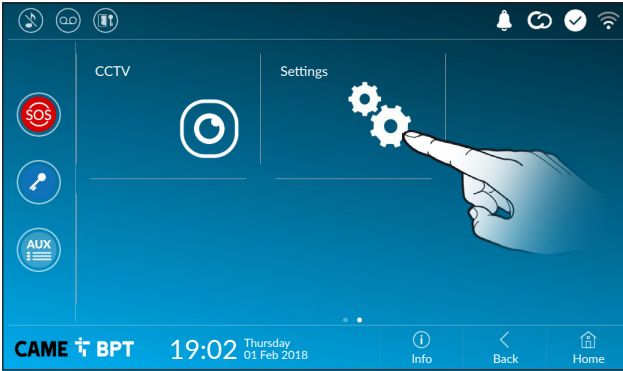 CCTV
Settings
SOS
AUX
CAME BPT
19:02
Thursday
01 Feb 2018
Info
Back
Home